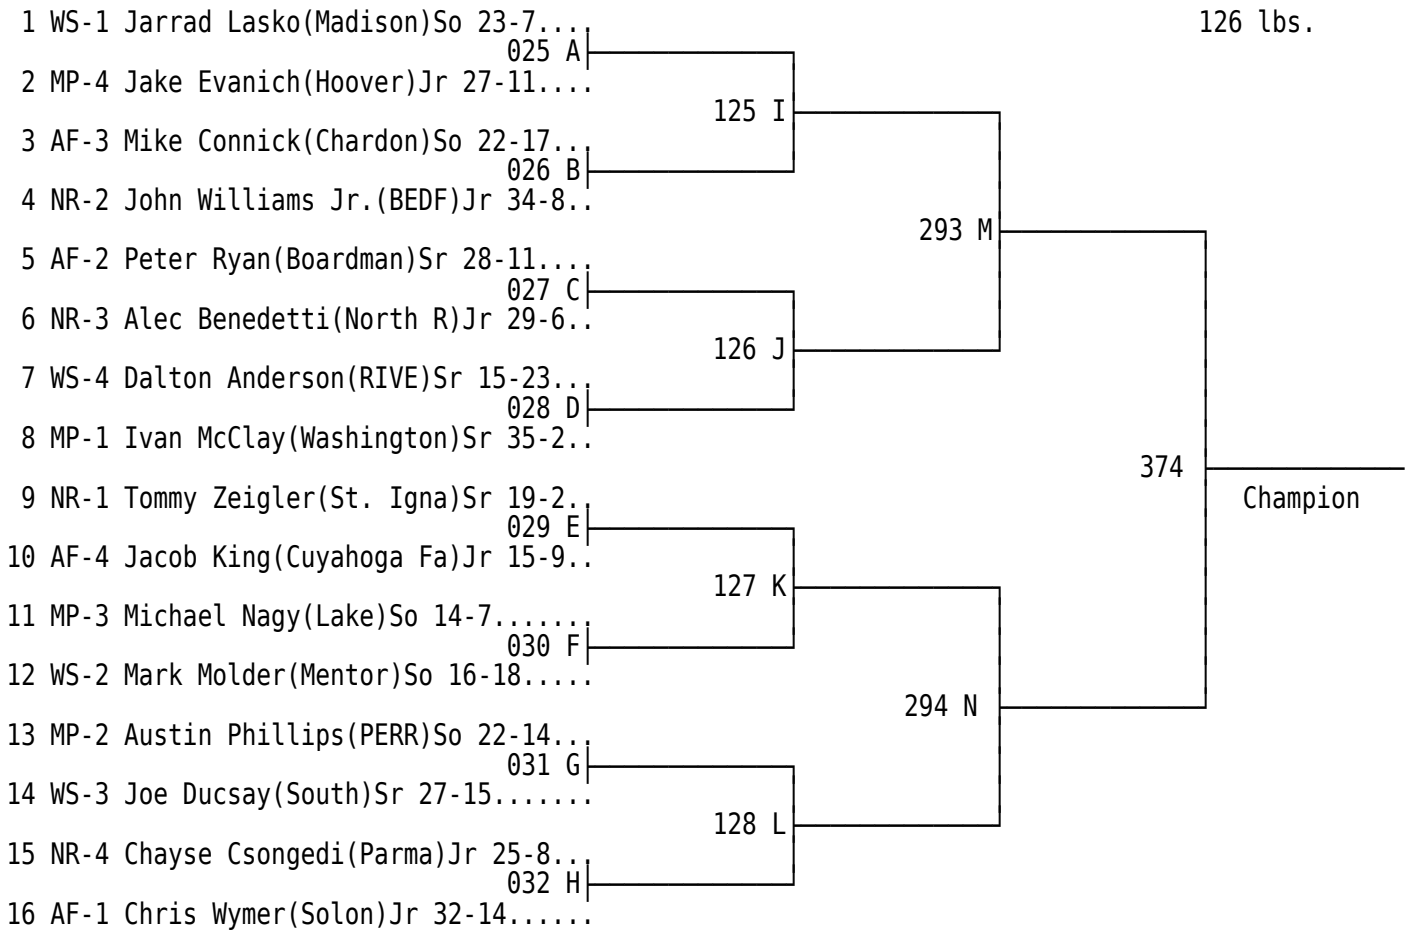 1 WS-1 Jarrad Lasko(Madison)So 23-7....
126 lbs.
025 A
2 MP-4 Jake Evanich(Hoover)Jr 27-11....
125 I
3 AF-3 Mike Connick(Chardon)So 22-17...
026 B
4 NR-2 John Williams Jr.(BEDF)Jr 34-8..
293 M
5 AF-2 Peter Ryan(Boardman)Sr 28-11....
027 C
6 NR-3 Alec Benedetti(North R)Jr 29-6..
126 J
7 WS-4 Dalton Anderson(RIVE)Sr 15-23...
028 D
8 MP-1 Ivan McClay(Washington)Sr 35-2..
374
9 NR-1 Tommy Zeigler(St. Igna)Sr 19-2..
Champion
029 E
10 AF-4 Jacob King(Cuyahoga Fa)Jr 15-9..
127 K
11 MP-3 Michael Nagy(Lake)So 14-7.......
030 F
12 WS-2 Mark Molder(Mentor)So 16-18.....
294 N
13 MP-2 Austin Phillips(PERR)So 22-14...
031 G
14 WS-3 Joe Ducsay(South)Sr 27-15.......
128 L
15 NR-4 Chayse Csongedi(Parma)Jr 25-8...
032 H
16 AF-1 Chris Wymer(Solon)Jr 32-14......